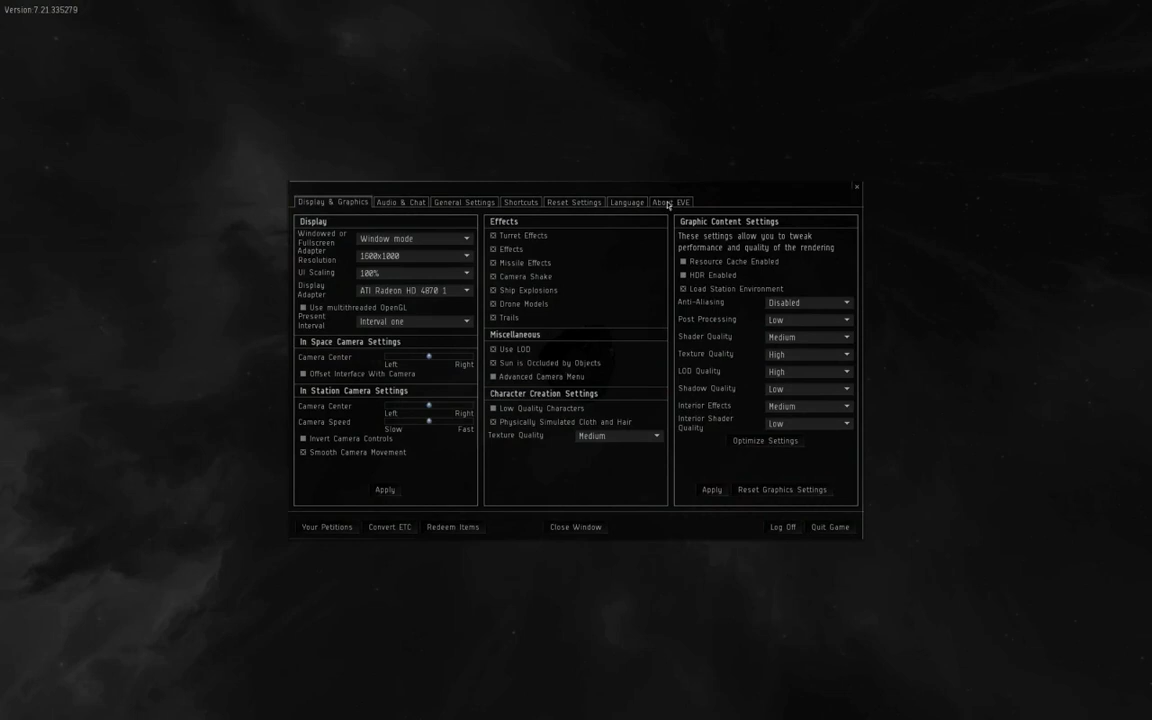 Version:7.21.335279
Display & Graphics
Audio & Chat
General Settings
Shortcuts
Reset Settings
Language
About EVE
Display
Windowed or
Fullscreen
Window mode
Adapter
Resolution
1600x1000
UI Scaling
100%
Display
Adapter
ATI Radeon HD 4870 1
Use multithreaded OpenGL
Present
Interval
Interval one
In Space Camera Settings
Camera Center
Left
Right
Offset Interface With Camera
In Station Camera Settings
Camera Center
Left
Right
Camera Speed
Slow
Fast
Invert Camera Controls
Smooth Camera Movement
Apply
Effects
Turret Effects
Effects
Missile Effects
Camera Shake
Ship Explosions
Drone Models
Trails
Miscellaneous
Use LOD
Sun is Occluded by Objects
Advanced Camera Menu
Character Creation Settings
Low Quality Characters
Physically Simulated Cloth and Hair
Texture Quality
Medium
Graphic Content Settings
These settings allow you to tweak
performance and quality of the rendering
Resource Cache Enabled
HDR Enabled
Load Station Environment
Anti-Aliasing
Disabled
Post Processing
Low
Shader Quality
Medium
Texture Quality
High
LOD Quality
High
Shadow Quality
Low
Interior Effects
Medium
Interior Shader
Quality
Low
Optimize Settings
Apply
Reset Graphics Settings
Your Petitions
Convert ETC
Redeem Items
Close Window
Log Off
Quit Game